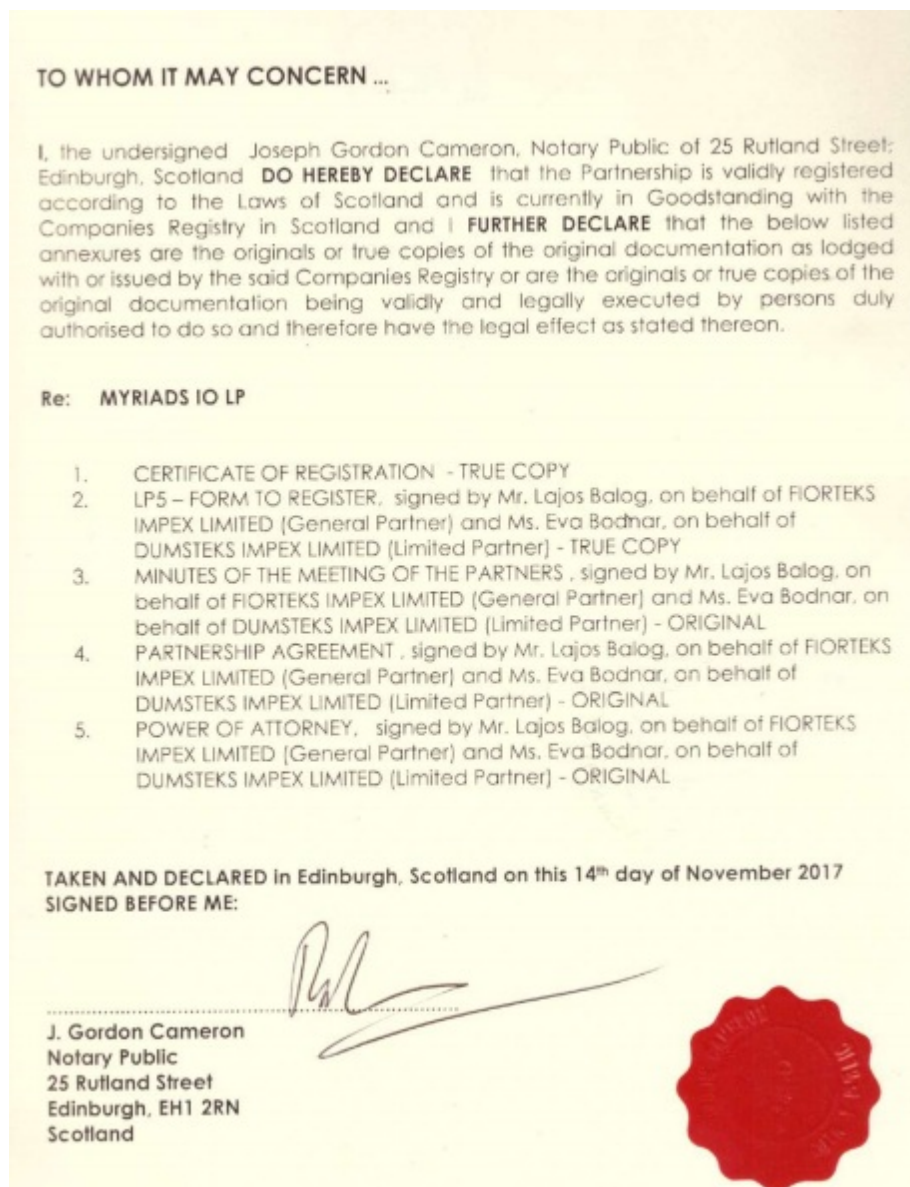 TO WHOM IT MAY CONCERN ...
I, the undersigned Joseph Gordon Cameron, Notary Public of 25 Rutland Street,
Edinburgh, Scotland DO HEREBY DECLARE that the Partnership is validly registered
according to the Laws of Scotland and is currently in Goodstanding with the
Companies Registry in Scotland and I FURTHER DECLARE that the below listed
annexures are the originals or true copies of the original documentation as lodged
with or issued by the said Companies Registry or are the originals or true copies of the
original documentation being validly and legally executed by persons duly
authorised to do so and therefore have the legal effect as stated thereon.
Re: MYRIADS IO LP
1. CERTIFICATE OF REGISTRATION - TRUE COPY
2. LP5 – FORM TO REGISTER, signed by Mr. Lajos Balog, on behalf of FIORTEKS
IMPEX LIMITED (General Partner) and Ms. Eva Bodnar, on behalf of
DUMSTEKS IMPEX LIMITED (Limited Partner) - TRUE COPY
3. MINUTES OF THE MEETING OF THE PARTNERS , signed by Mr. Lajos Balog, on
behalf of FIORTEKS IMPEX LIMITED (General Partner) and Ms. Eva Bodnar, on
behalf of DUMSTEKS IMPEX LIMITED (Limited Partner) - ORIGINAL
4. PARTNERSHIP AGREEMENT , signed by Mr. Lajos Balog, on behalf of FIORTEKS
IMPEX LIMITED (General Partner) and Ms. Eva Bodnar, on behalf of
DUMSTEKS IMPEX LIMITED (Limited Partner) - ORIGINAL
5. POWER OF ATTORNEY, signed by Mr. Lajos Balog, on behalf of FIORTEKS
IMPEX LIMITED (General Partner) and Ms. Eva Bodnar, on behalf of
DUMSTEKS IMPEX LIMITED (Limited Partner) - ORIGINAL
TAKEN AND DECLARED in Edinburgh, Scotland on this 14th day of November 2017
SIGNED BEFORE ME:
J. Gordon Cameron
Notary Public
25 Rutland Street
Edinburgh, EH1 2RN
Scotland